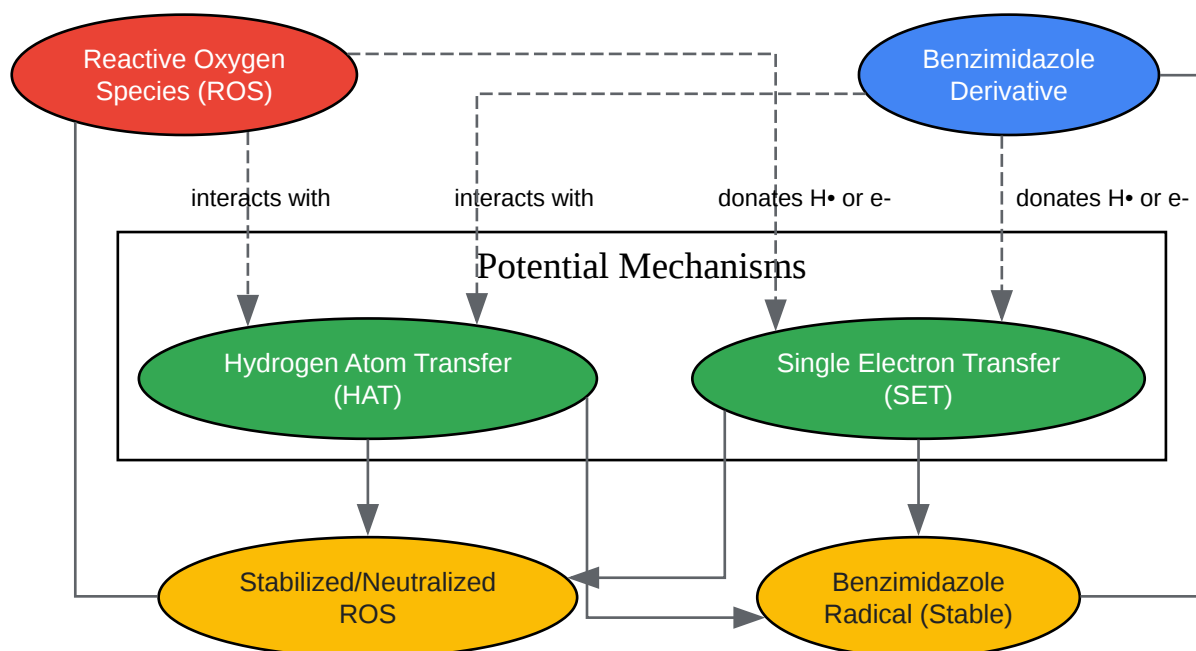 Reactive Oxygen
Species (ROS)
Benzimidazole
Derivative
interacts with
interacts with
donates H• or e-
donates H• or e-
Potential Mechanisms
Hydrogen Atom Transfer
(HAT)
Single Electron Transfer
(SET)
Stabilized/Neutralized
ROS
Benzimidazole
Radical (Stable)